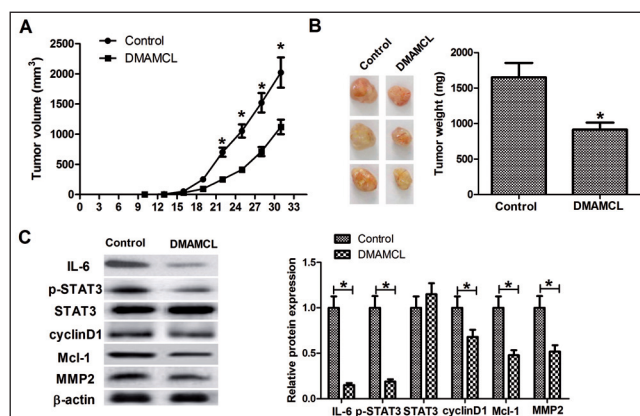 A
Control
DMAMCL
Tumor volume (mm³)
2500
2000
1500
1000
500
0
* * * *
0 3 6 9 12 15 18 21 24 27 30 33
B
Control
DMAMCL
Tumor weight (mg)
2000
1500
1000
500
0
*
Control DMAMCL
C
Control DMAMCL
IL-6
p-STAT3
STAT3
cyclinD1
Mcl-1
MMP2
β-actin
Control
DMAMCL
Relative protein expression
1.5
1.0
0.5
0.0
* * * * *
IL-6 p-STAT3 STAT3 cyclinD1 Mcl-1 MMP2